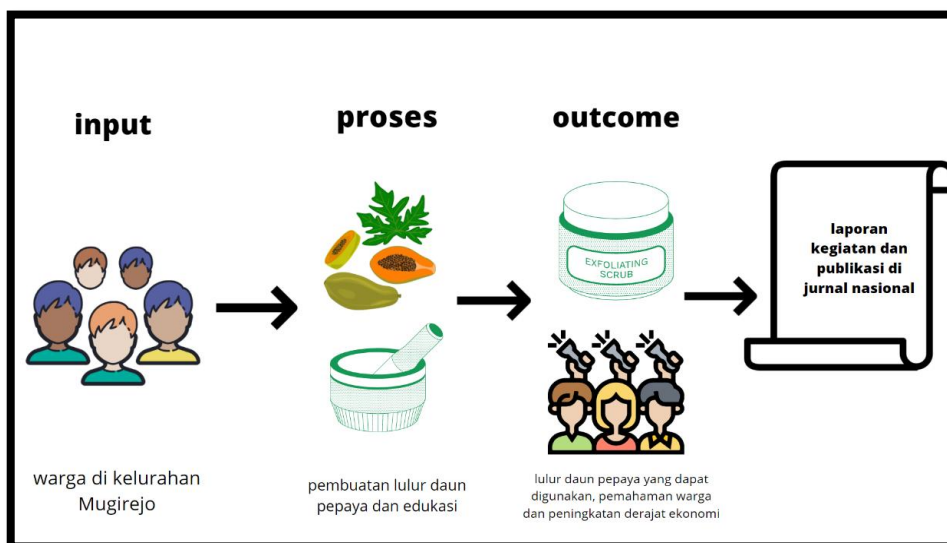 input
proses
outcome
EXFOLIATING
SCRUB
laporan
kegiatan dan
publikasi di
jurnal nasional
warga di kelurahan
Mugirejo
pembuatan lulur daun
pepaya dan edukasi
lulur daun pepaya yang dapat
digunakan, pemahaman warga
dan peningkatan derajat ekonomi